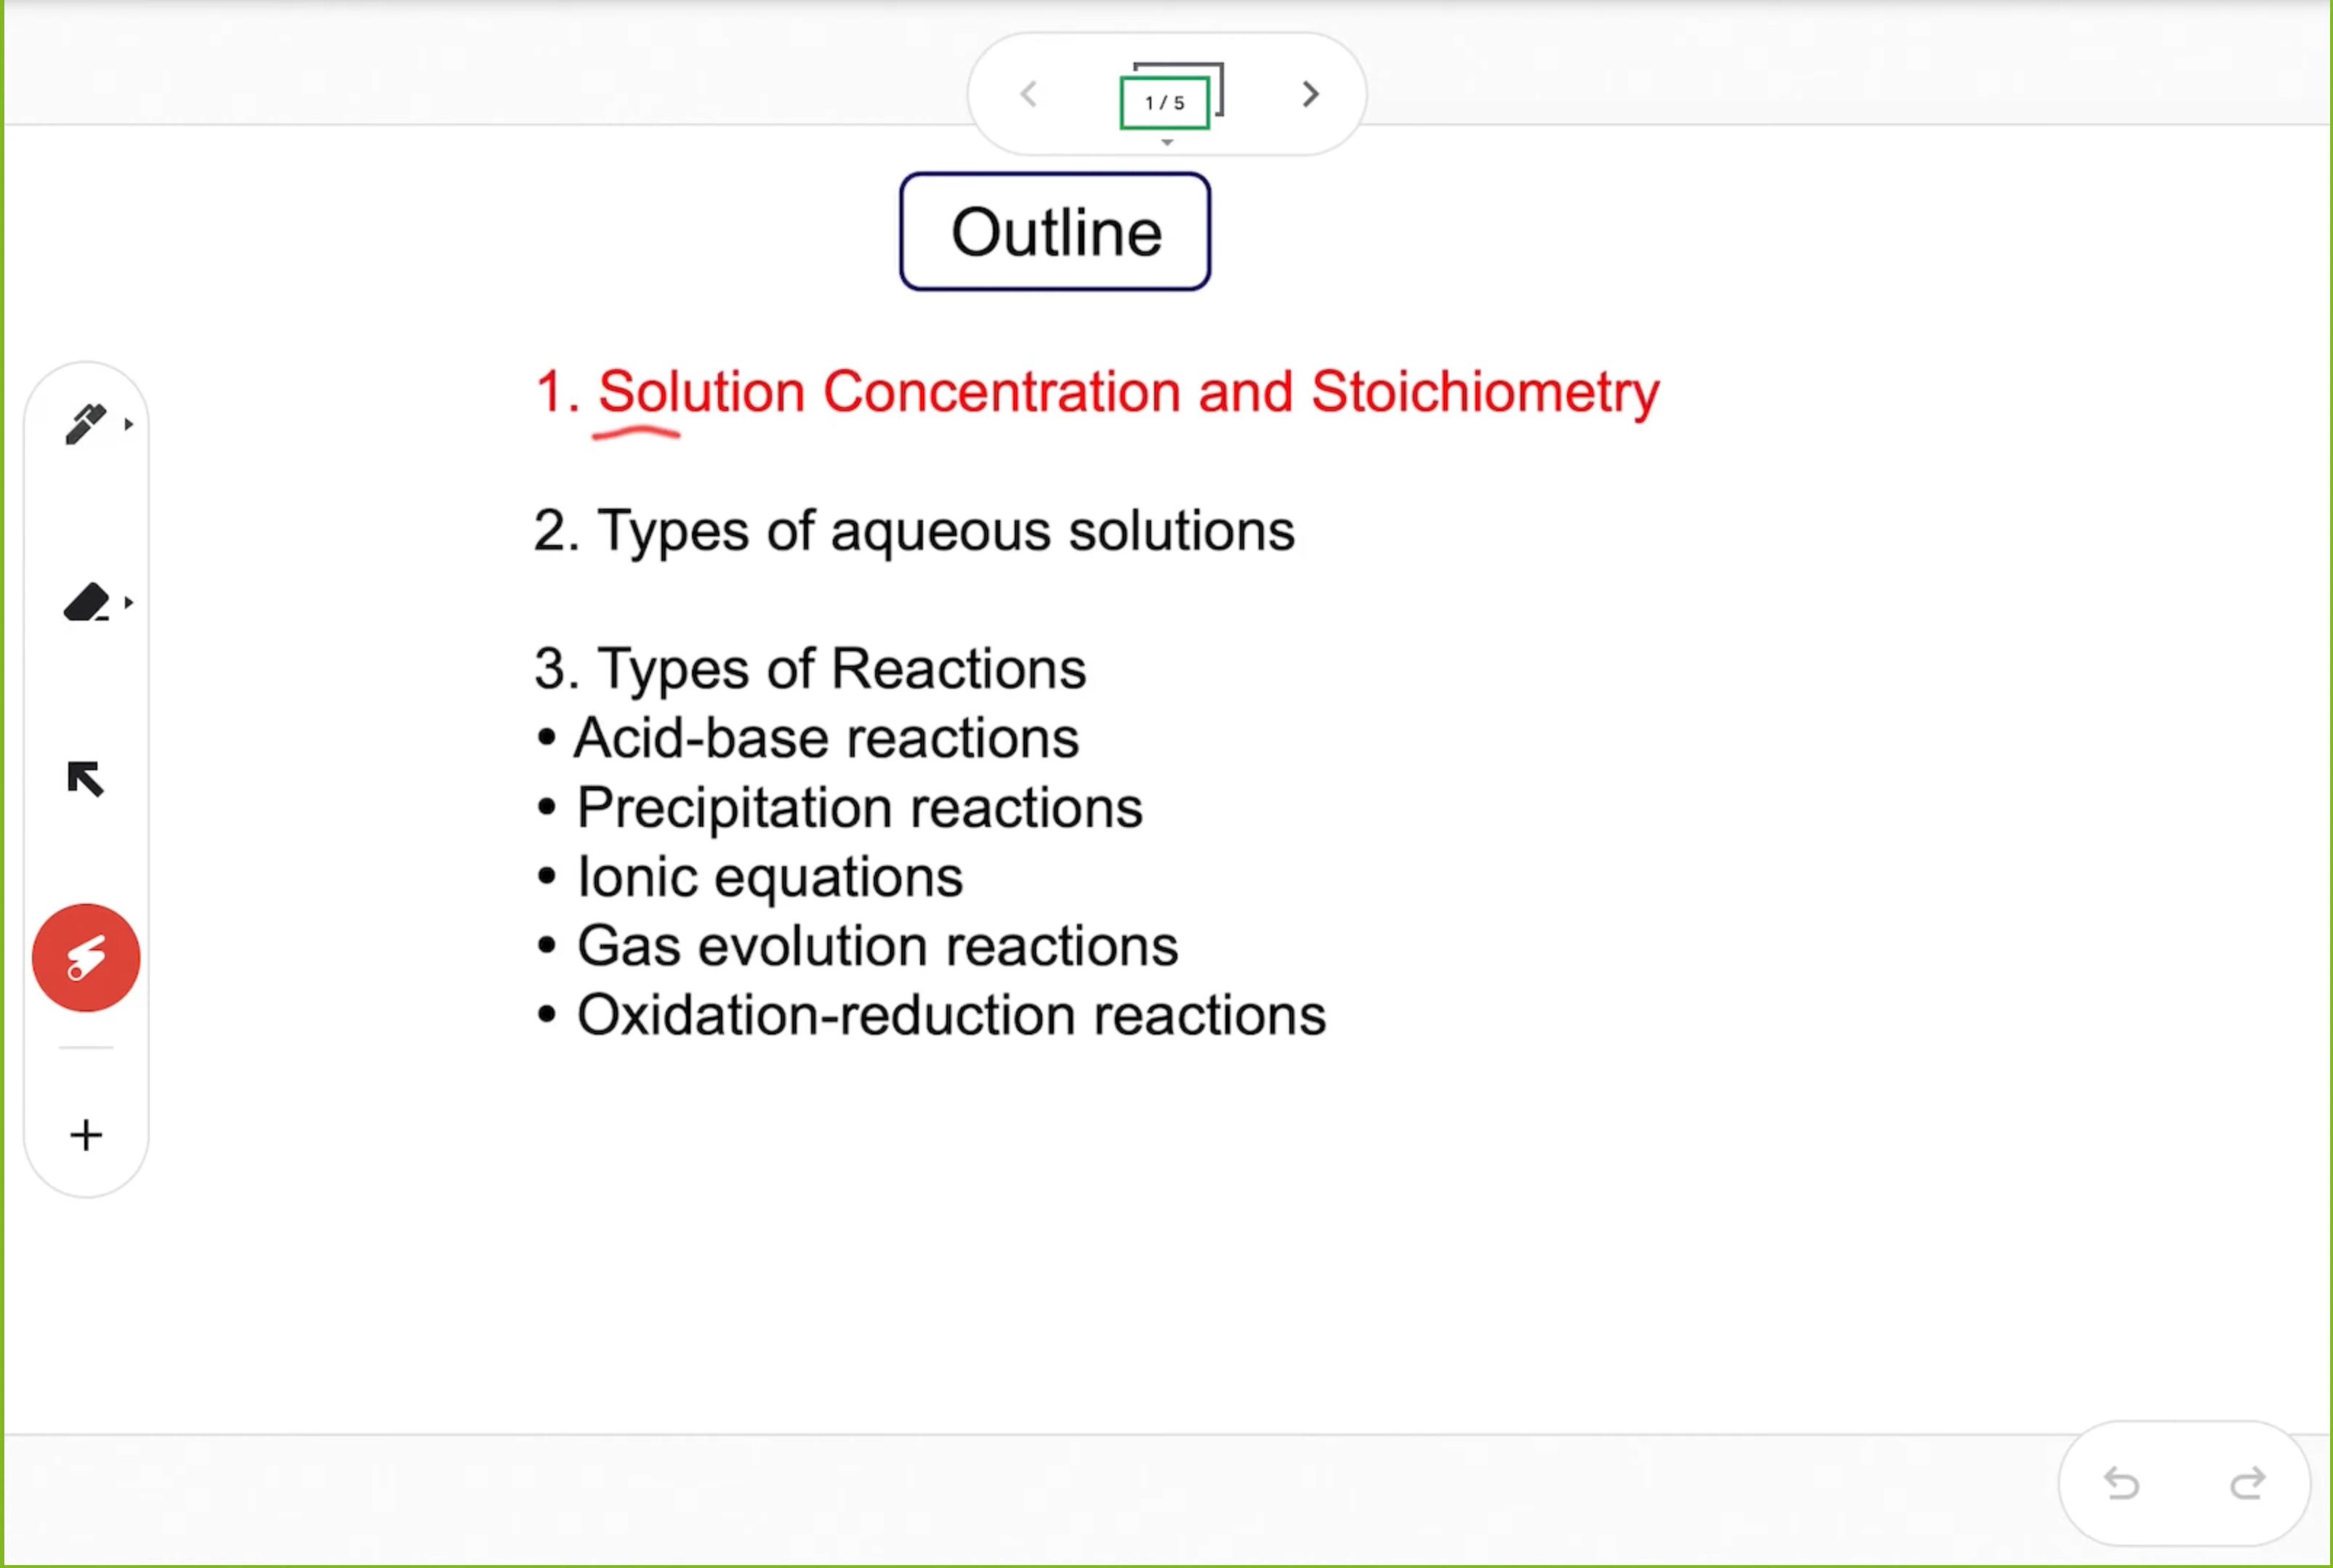 1 / 5
Outline
1. Solution Concentration and Stoichiometry
2. Types of aqueous solutions
3. Types of Reactions
• Acid-base reactions
• Precipitation reactions
• Ionic equations
• Gas evolution reactions
• Oxidation-reduction reactions